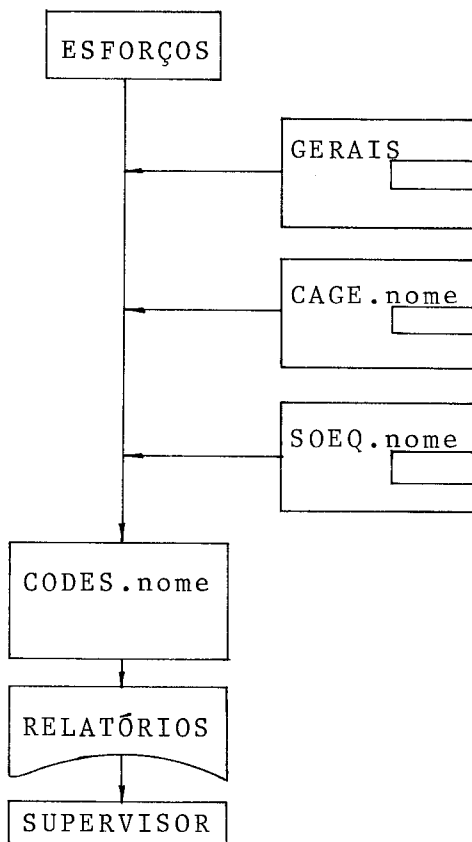 ESFORÇOS
GERAIS
CAGE.nome
SOEQ.nome
CODES.nome
RELATÓRIOS
SUPERVISOR